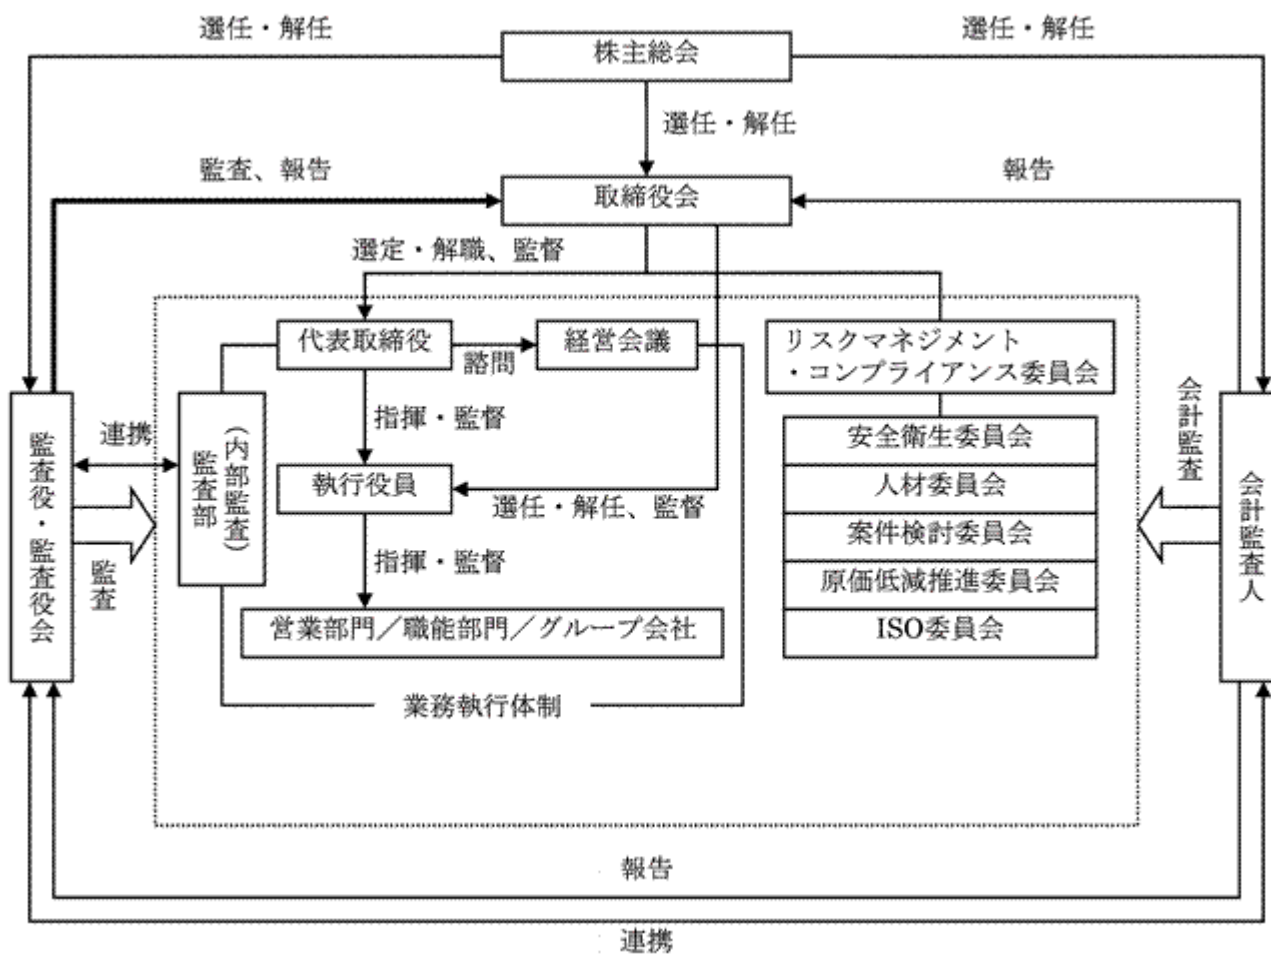 選任・解任
選任・解任
株主総会
選任・解任
監査、報告
報告
取締役会
選定・解職、監督
代表取締役
諮問
経営会議
リスクマネジメント
・コンプライアンス委員会
指揮・監督
連携
監査役・監査役会
監査部
（内部監査）
監査
執行役員
選任・解任、監督
指揮・監督
営業部門／職能部門／グループ会社
業務執行体制
安全衛生委員会
人材委員会
案件検討委員会
原価低減推進委員会
ISO委員会
会計監査
会計監査人
報告
連携